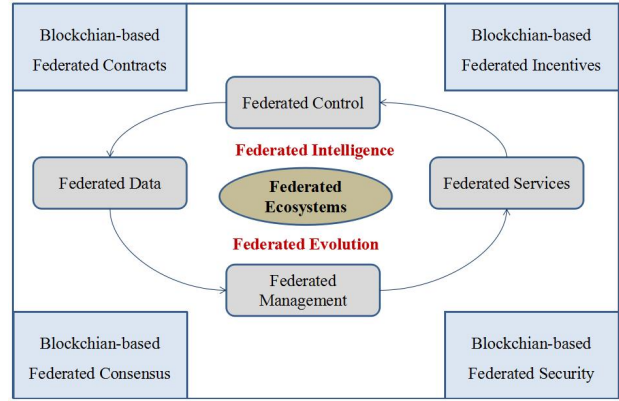 Blockchian-based
Federated Contracts
Blockchian-based
Federated Incentives
Federated Control
Federated Intelligence
Federated Data
Federated
Ecosystems
Federated Services
Federated Evolution
Federated
Management
Blockchian-based
Federated Consensus
Blockchian-based
Federated Security